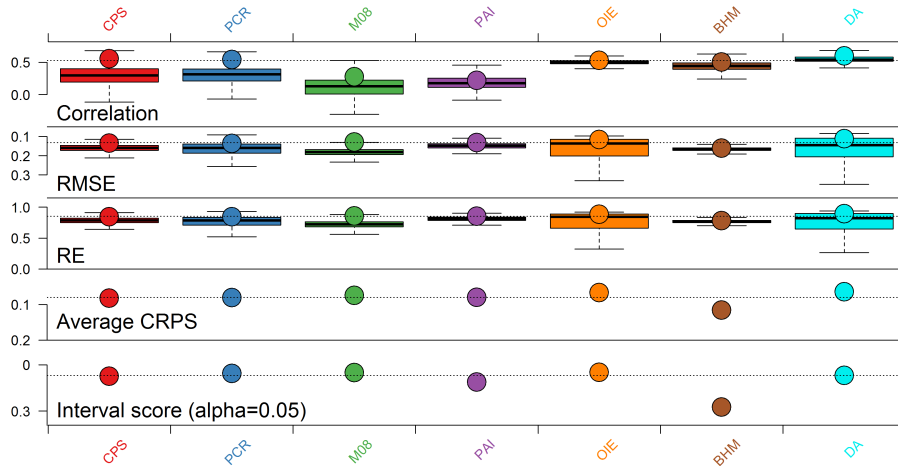 CPS PCR M08 PAI OIE BHM DA
0.5
0.0
Correlation
0.1
0.2
0.3
RMSE
1.0
0.5
0.0
RE
0.1
0.2
Average CRPS
0
0.3
Interval score (alpha=0.05)
CPS PCR M08 PAI OIE BHM DA